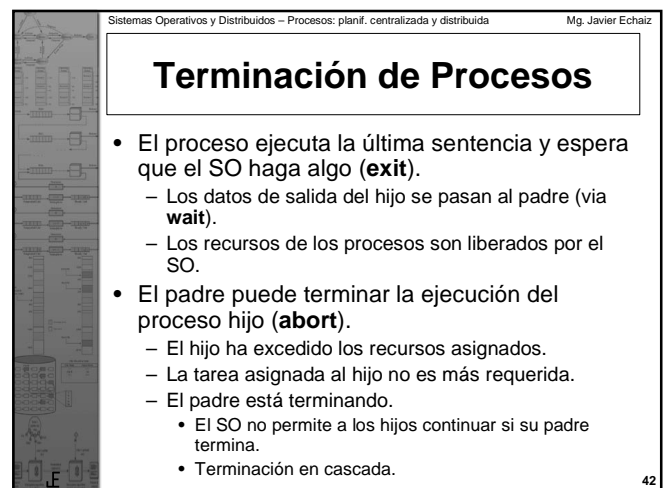 Sistemas Operativos y Distribuidos – Procesos: planif. centralizada y distribuida Mg. Javier Echaiz
Terminación de Procesos
• El proceso ejecuta la última sentencia y espera
que el SO haga algo (exit).
– Los datos de salida del hijo se pasan al padre (via
wait).
– Los recursos de los procesos son liberados por el
SO.
• El padre puede terminar la ejecución del
proceso hijo (abort).
– El hijo ha excedido los recursos asignados.
– La tarea asignada al hijo no es más requerida.
– El padre está terminando.
• El SO no permite a los hijos continuar si su padre
termina.
• Terminación en cascada.
JE
42